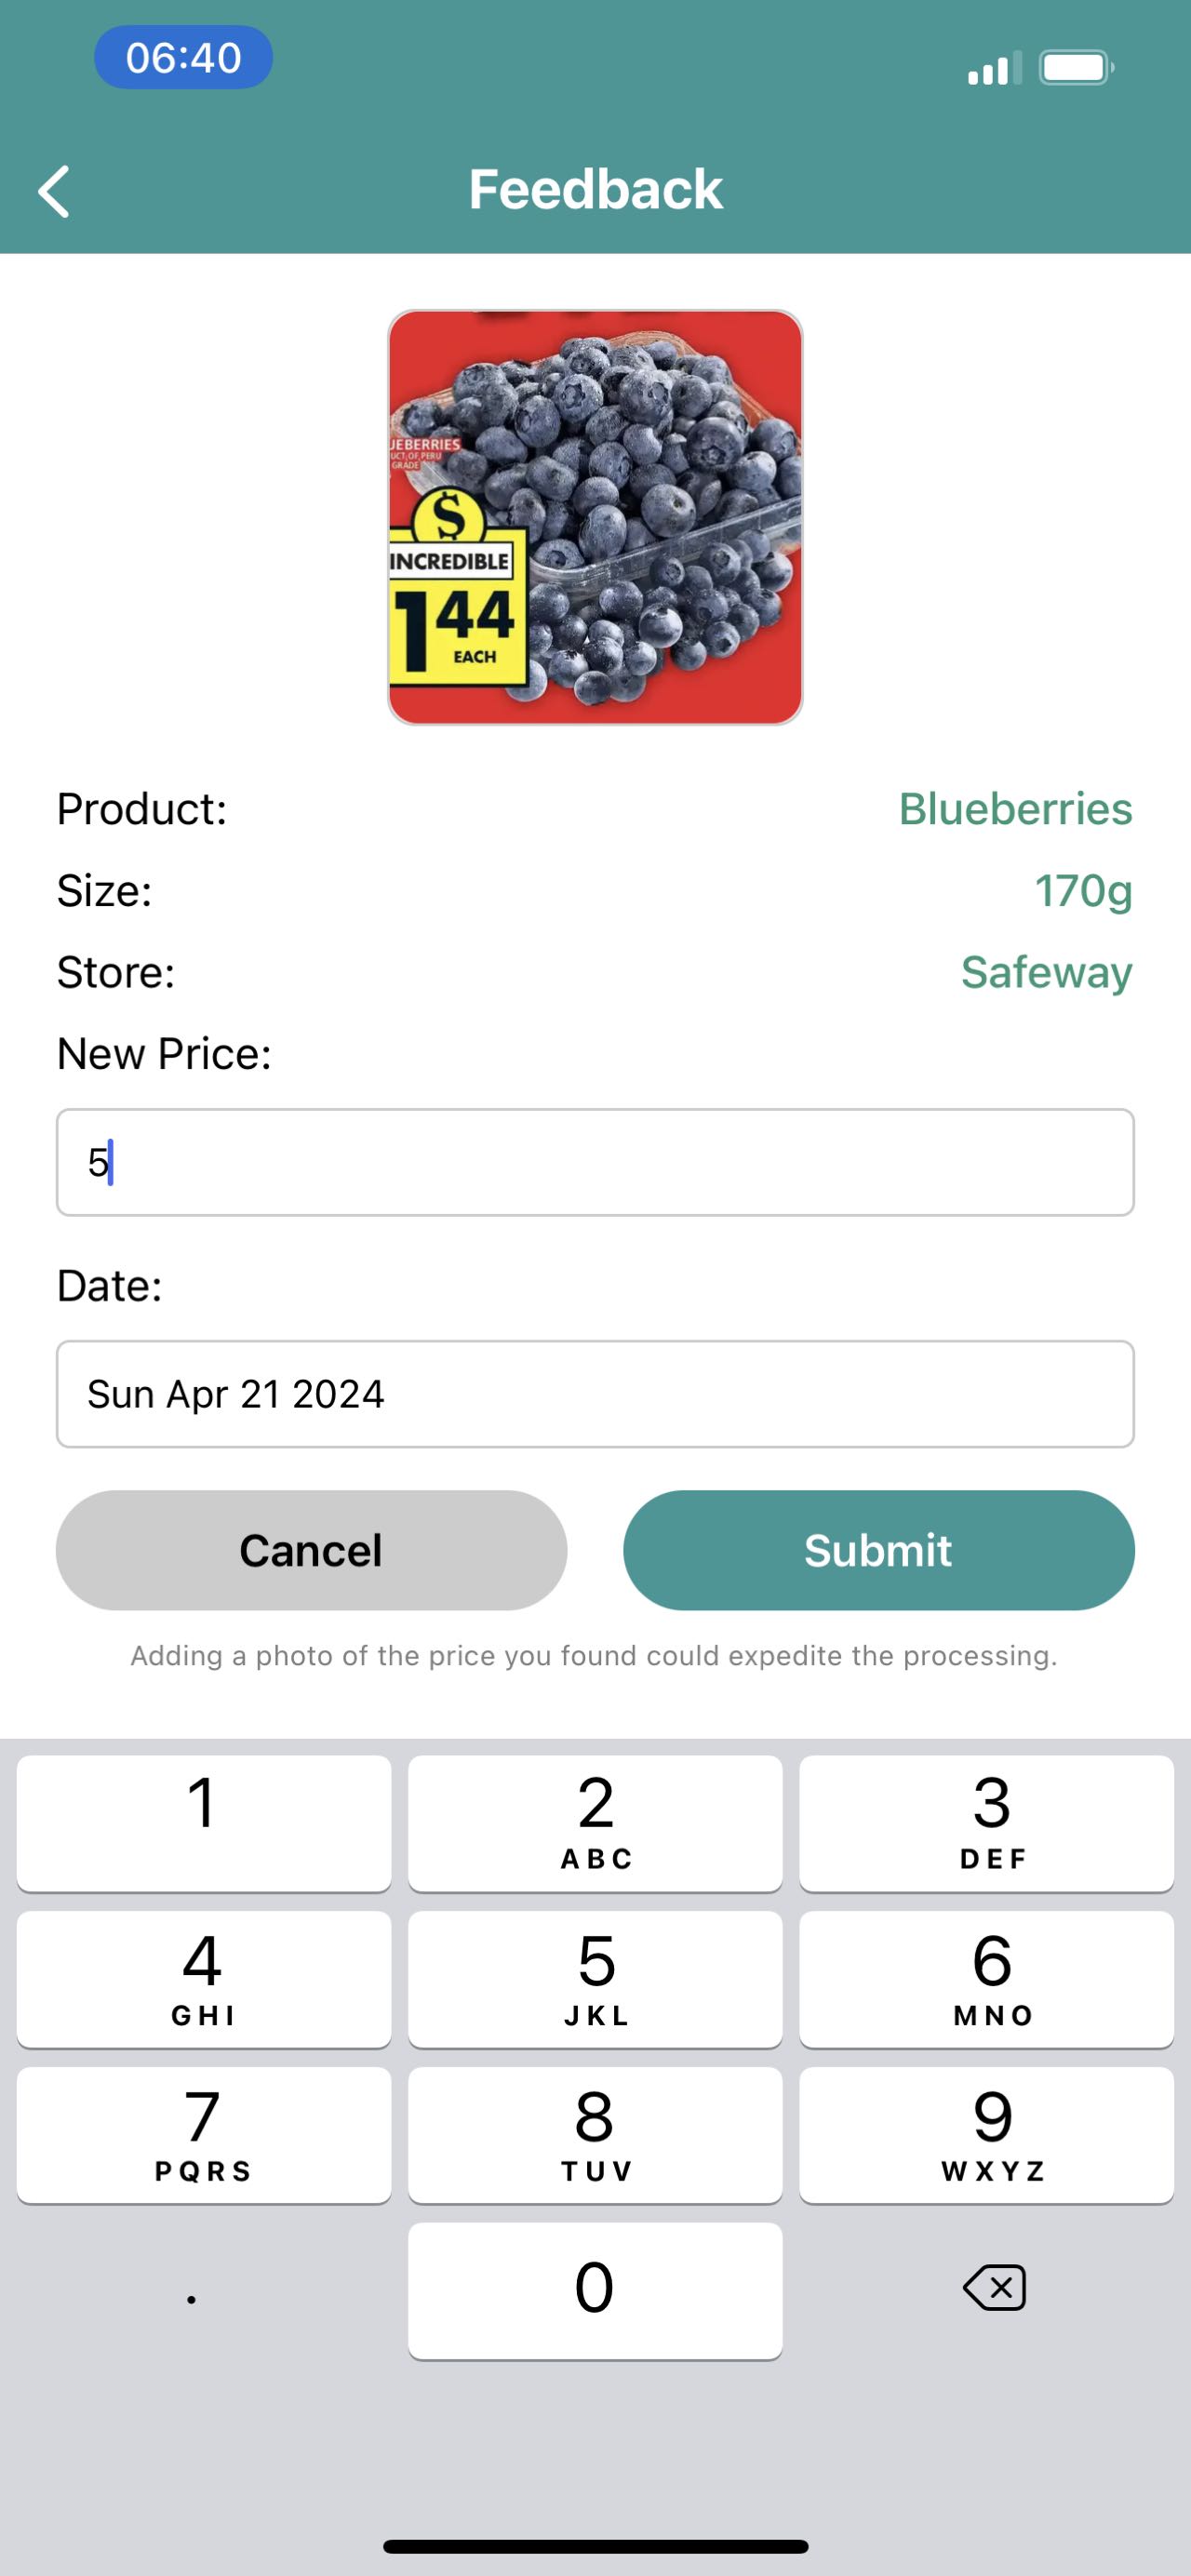 06:40
Feedback
UEBERRIES
UCT OF PERU
GRADE
$
INCREDIBLE
1 44
EACH
Product: Blueberries
Size: 170g
Store: Safeway
New Price:
5
Date:
Sun Apr 21 2024
Cancel Submit
Adding a photo of the price you found could expedite the processing.
1 2 3
ABC DEF
4 5 6
GHI JKL MNO
7 8 9
PQRS TUV WXYZ
. 0